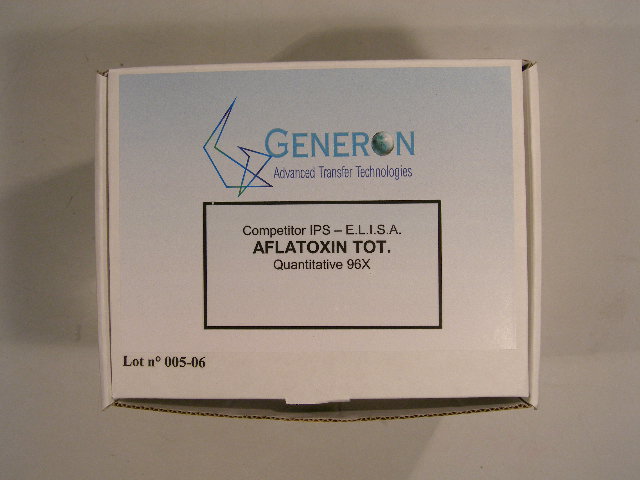 GENERON
Advanced Transfer Technologies
Competitor IPS – E.L.I.S.A.
AFLATOXIN TOT.
Quantitative 96X
Lot n° 005-06